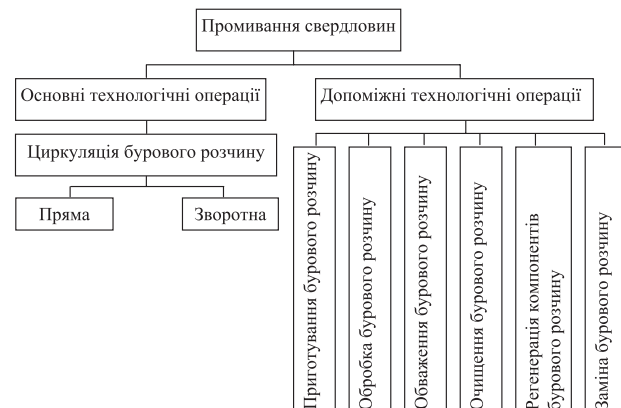 Промивання свердловин
Основні технологічні операції
Допоміжні технологічні операції
Циркуляція бурового розчину
Пряма
Зворотна
Приготування бурового розчину
Обробка бурового розчину
Обваження бурового розчину
Очищення бурового розчину
Регенерація компонентів
бурового розчину
Заміна бурового розчину